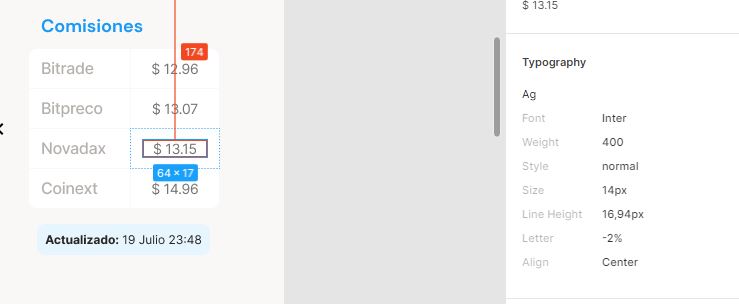 Comisiones
174
Bitrade $ 12.96
Bitpreco $ 13.07
Novadax $ 13.15
64 × 17
Coinext $ 14.96
Actualizado: 19 Julio 23:48
$ 13.15
Typography
Ag
Font Inter
Weight 400
Style normal
Size 14px
Line Height 16,94px
Letter -2%
Align Center